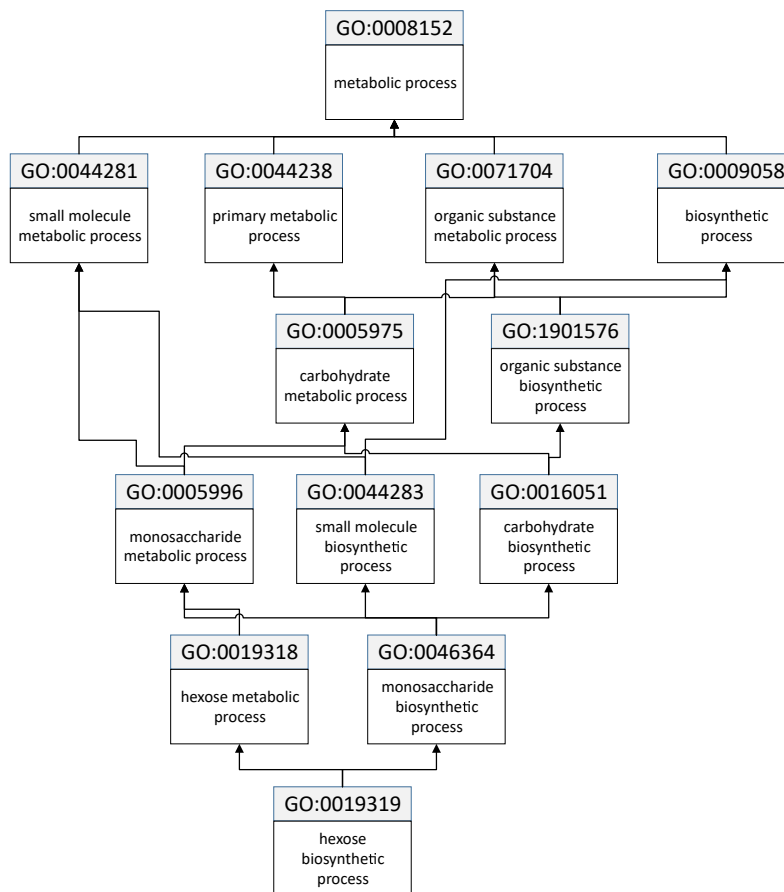 GO:0008152
metabolic process
GO:0044281
small molecule
metabolic process
GO:0044238
primary metabolic
process
GO:0071704
organic substance
metabolic process
GO:0009058
biosynthetic
process
GO:0005975
carbohydrate
metabolic process
GO:1901576
organic substance
biosynthetic
process
GO:0005996
monosaccharide
metabolic process
GO:0044283
small molecule
biosynthetic
process
GO:0016051
carbohydrate
biosynthetic
process
GO:0019318
hexose metabolic
process
GO:0046364
monosaccharide
biosynthetic
process
GO:0019319
hexose
biosynthetic
process